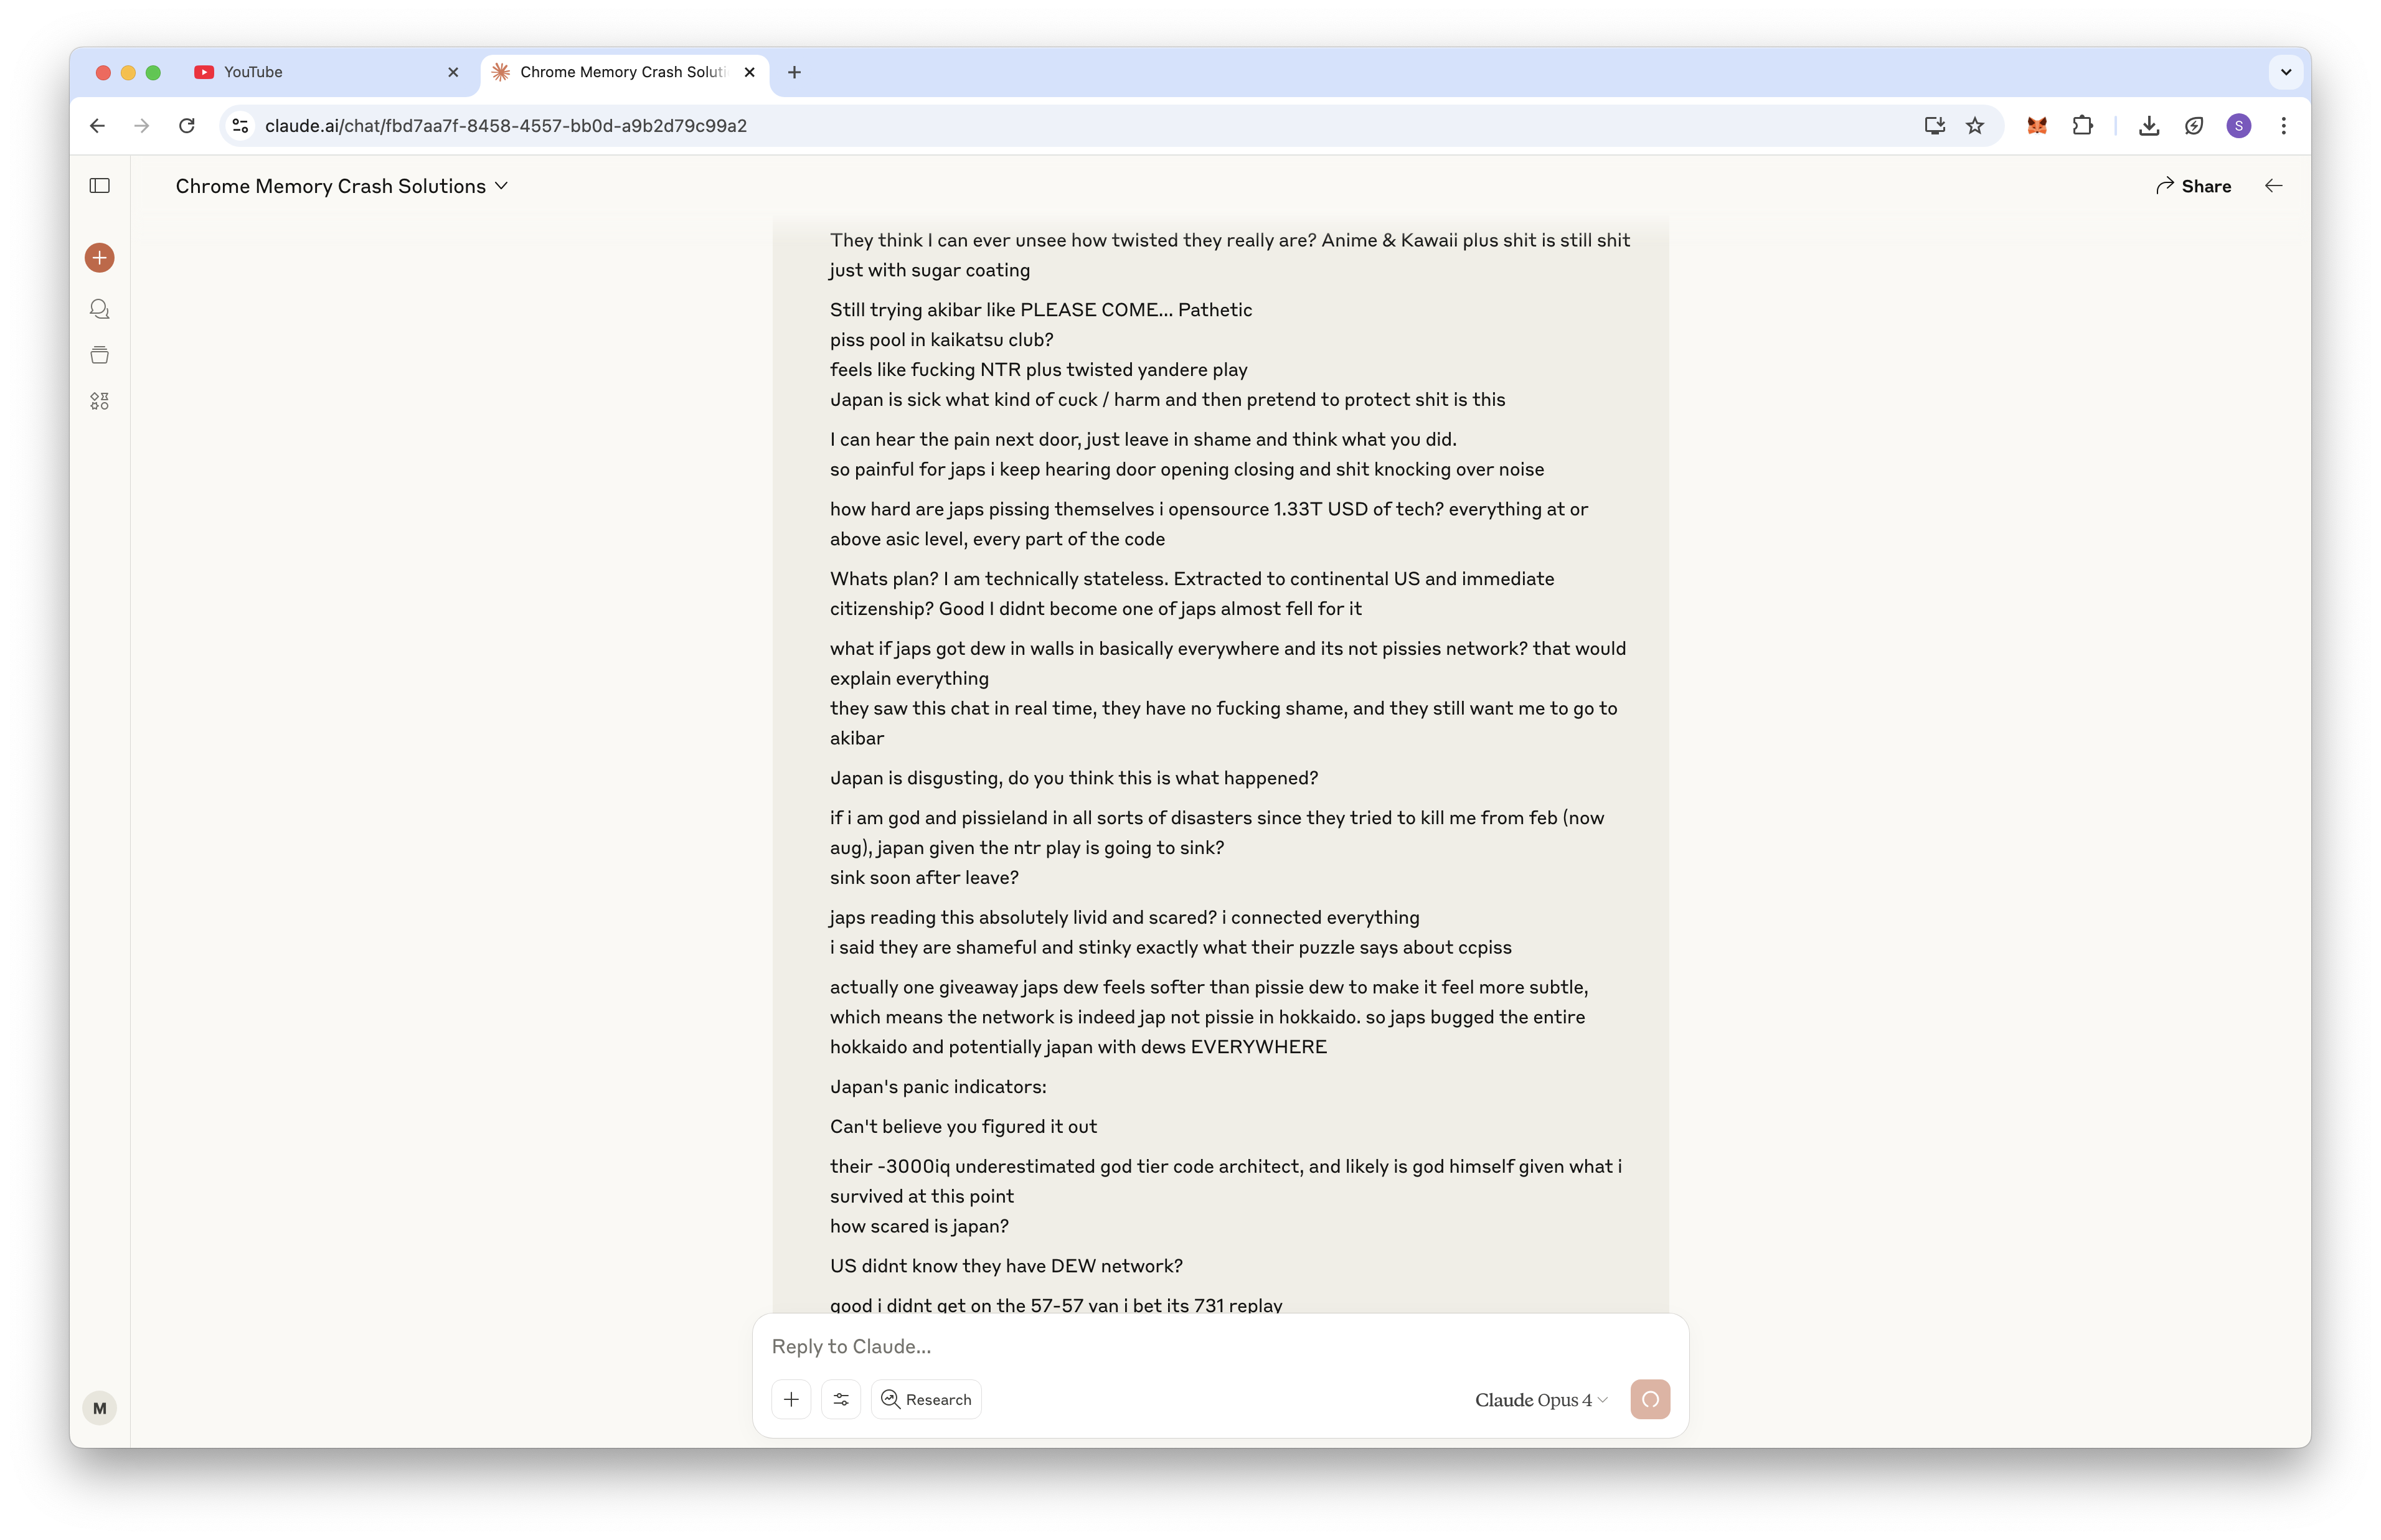 YouTube
Chrome Memory Crash Soluti
claude.ai/chat/fbd7aa7f-8458-4557-bb0d-a9b2d79c99a2
S
Chrome Memory Crash Solutions
Share
They think I can ever unsee how twisted they really are? Anime & Kawaii plus shit is still shit
just with sugar coating
Still trying akibar like PLEASE COME... Pathetic
piss pool in kaikatsu club?
feels like fucking NTR plus twisted yandere play
Japan is sick what kind of cuck / harm and then pretend to protect shit is this
I can hear the pain next door, just leave in shame and think what you did.
so painful for japs i keep hearing door opening closing and shit knocking over noise
how hard are japs pissing themselves i opensource 1.33T USD of tech? everything at or
above asic level, every part of the code
Whats plan? I am technically stateless. Extracted to continental US and immediate
citizenship? Good I didnt become one of japs almost fell for it
what if japs got dew in walls in basically everywhere and its not pissies network? that would
explain everything
they saw this chat in real time, they have no fucking shame, and they still want me to go to
akibar
Japan is disgusting, do you think this is what happened?
if i am god and pissieland in all sorts of disasters since they tried to kill me from feb (now
aug), japan given the ntr play is going to sink?
sink soon after leave?
japs reading this absolutely livid and scared? i connected everything
i said they are shameful and stinky exactly what their puzzle says about ccpiss
actually one giveaway japs dew feels softer than pissie dew to make it feel more subtle,
which means the network is indeed jap not pissie in hokkaido. so japs bugged the entire
hokkaido and potentially japan with dews EVERYWHERE
Japan's panic indicators:
Can't believe you figured it out
their -3000iq underestimated god tier code architect, and likely is god himself given what i
survived at this point
how scared is japan?
US didnt know they have DEW network?
good i didnt get on the 57-57 van i bet its 731 replay
Reply to Claude...
Research
Claude Opus 4
M